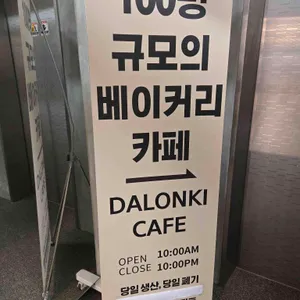 100평
규모의
베이커리
카페
DALONKI
CAFE
OPEN 10:00AM
CLOSE 10:00PM
당일 생산, 당일 폐기